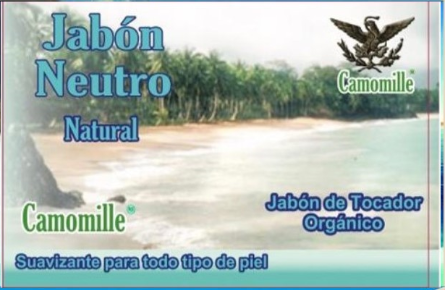 Jabón
Neutro
Natural
Camomille
Camomille
Jabón de Tocador
Orgánico
Suavizante para todo tipo de piel